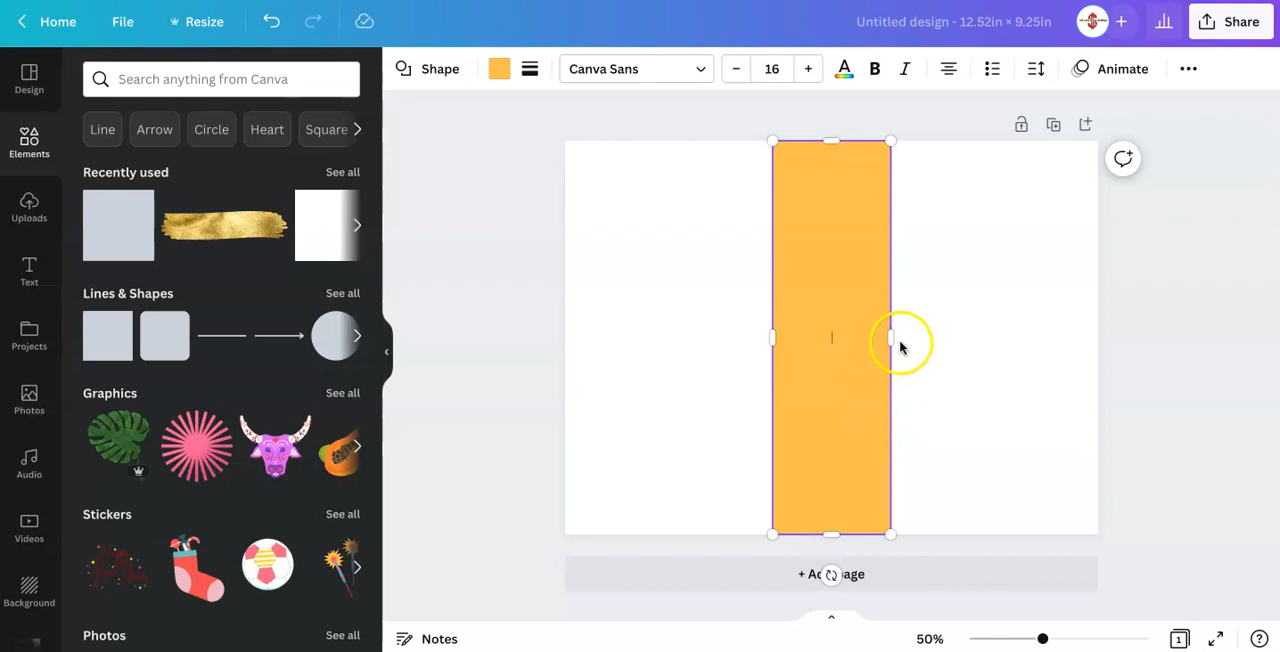 Home File Resize Untitled design - 12.52in × 9.25in Share
Design
Elements
Uploads
Text
Projects
Photos
Audio
Videos
Background
Search anything from Canva
Line Arrow Circle Heart Square
Recently used See all
Lines & Shapes See all
Graphics See all
Stickers See all
Photos See all
Shape Canva Sans − 16 + A B I Animate
Notes 50% 1 ?